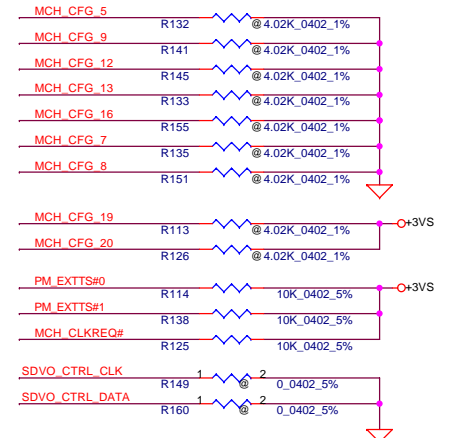 MCH_CFG_5
R132 @ 4.02K_0402_1%
MCH_CFG_9
R141 @ 4.02K_0402_1%
MCH_CFG_12
R145 @ 4.02K_0402_1%
MCH_CFG_13
R133 @ 4.02K_0402_1%
MCH_CFG_16
R155 @ 4.02K_0402_1%
MCH_CFG_7
R135 @ 4.02K_0402_1%
MCH_CFG_8
R151 @ 4.02K_0402_1%
MCH_CFG_19
+3VS
R113 @ 4.02K_0402_1%
MCH_CFG_20
R126 @ 4.02K_0402_1%
PM_EXTTS#0
+3VS
R114 10K_0402_5%
PM_EXTTS#1
R138 10K_0402_5%
MCH_CLKREQ#
R125 10K_0402_5%
SDVO_CTRL_CLK 1 2
R149 @ 0_0402_5%
SDVO_CTRL_DATA 1 2
R160 @ 0_0402_5%